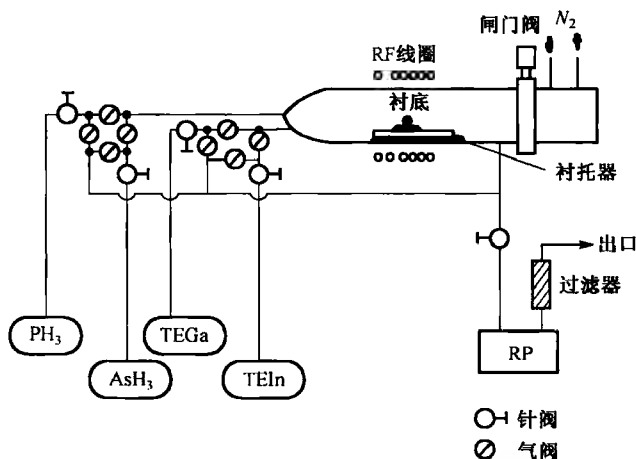 闸门阀
N₂
RF线圈
衬底
衬托器
出口
过滤器
PH₃
TEGa
AsH₃
TEIn
RP
针阀
气阀